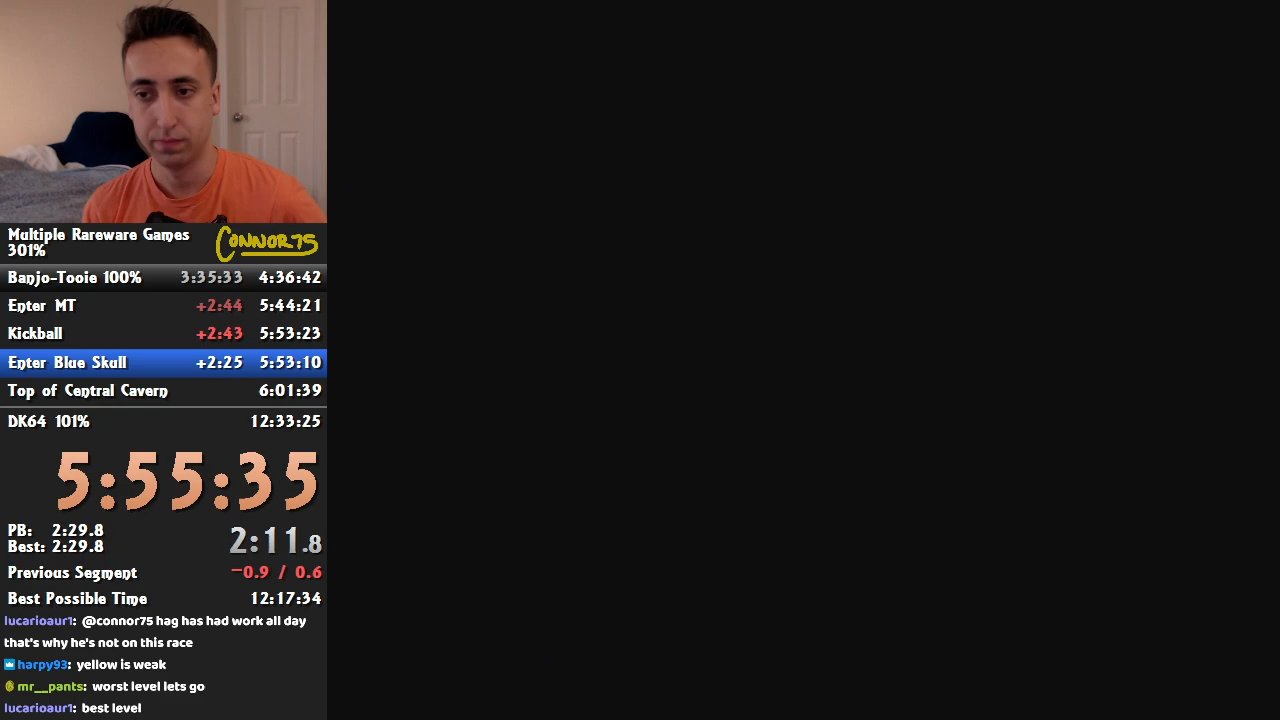 Multiple Rareware Games
301%
CONNOR75
Banjo-Tooie 100% 3:35:33 4:36:42
Enter MT +2:44 5:44:21
Kickball +2:43 5:53:23
Enter Blue Skull +2:25 5:53:10
Top of Central Cavern 6:01:39
DK64 101% 12:33:25
5:55:35
PB: 2:29.8
Best: 2:29.8
2:11.8
Previous Segment -0.9 / 0.6
Best Possible Time 12:17:34
lucarioaur1: @connor75 hag has had work all day
that's why he's not on this race
harpy93: yellow is weak
mr__pants: worst level lets go
lucarioaur1: best level